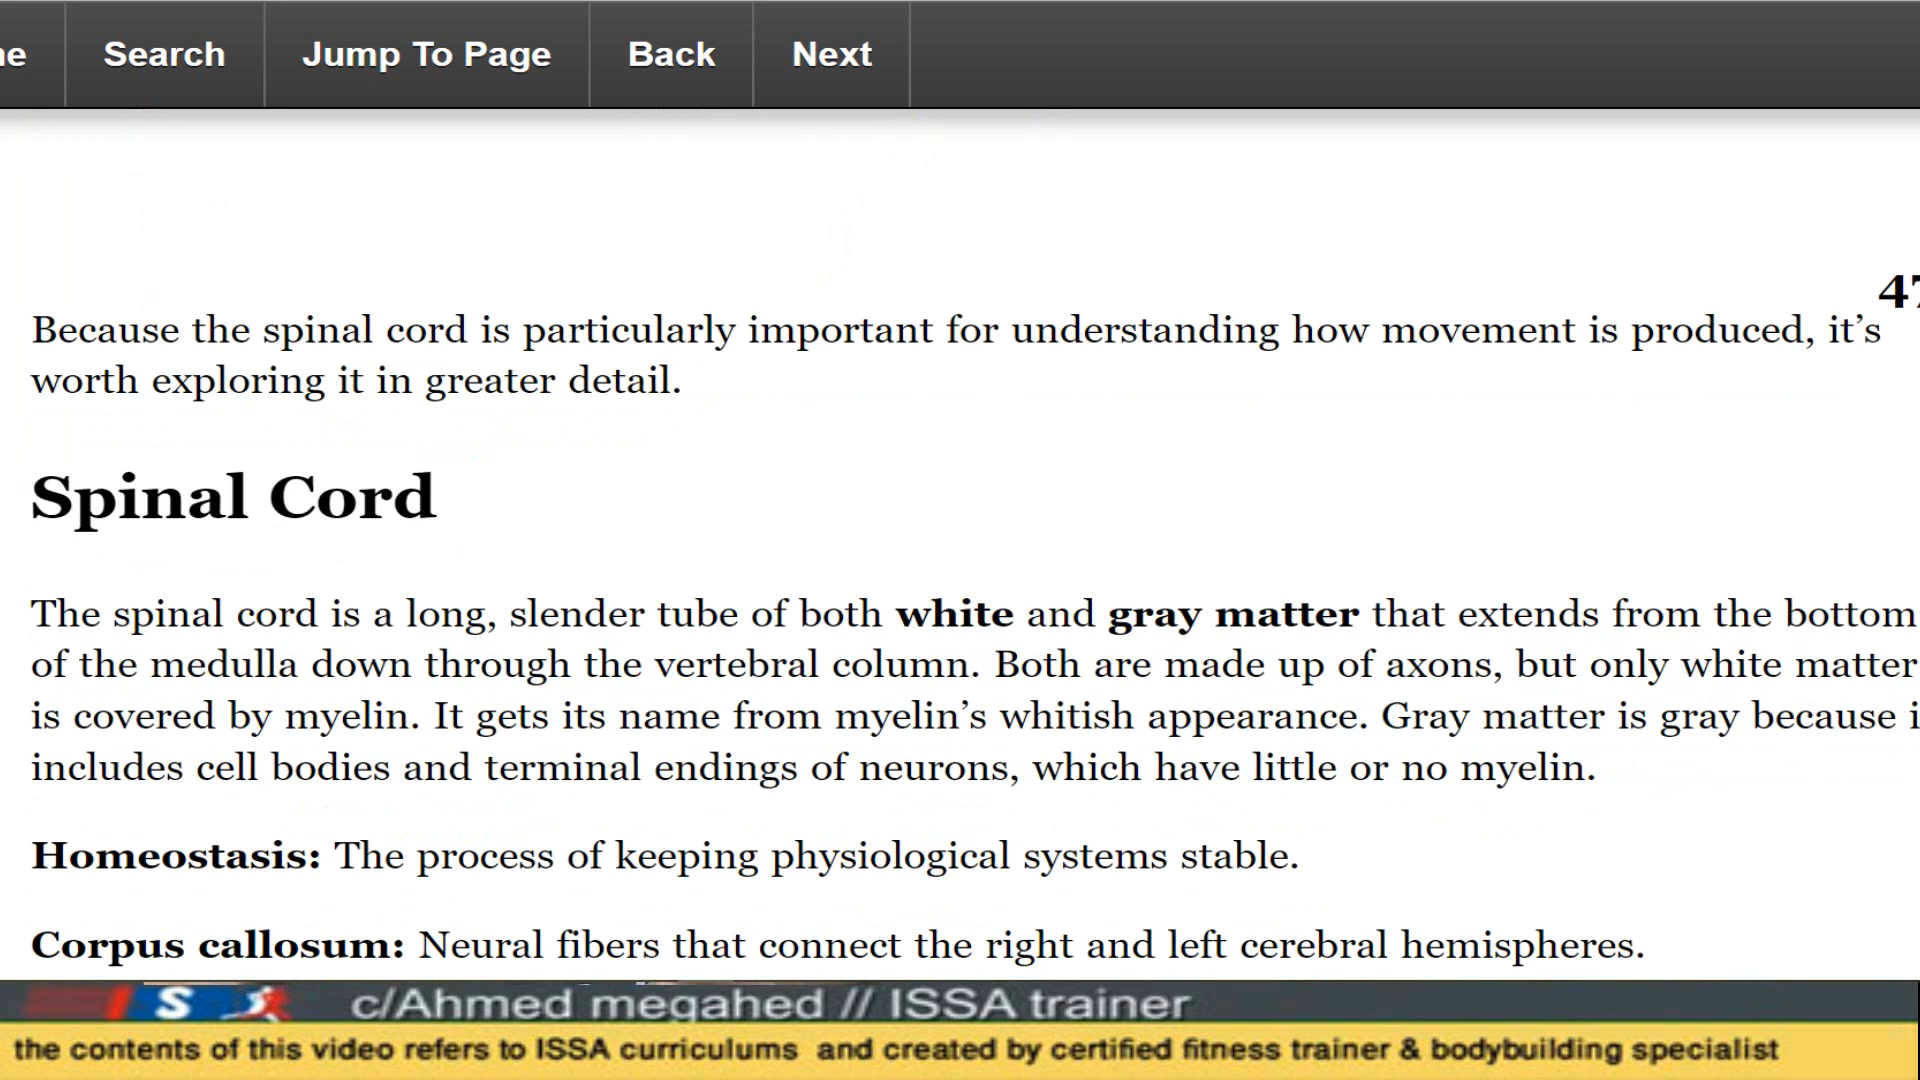 Search Jump To Page Back Next
Because the spinal cord is particularly important for understanding how movement is produced, it’s
worth exploring it in greater detail.
Spinal Cord
The spinal cord is a long, slender tube of both white and gray matter that extends from the bottom
of the medulla down through the vertebral column. Both are made up of axons, but only white matter
is covered by myelin. It gets its name from myelin’s whitish appearance. Gray matter is gray because
includes cell bodies and terminal endings of neurons, which have little or no myelin.
Homeostasis: The process of keeping physiological systems stable.
Corpus callosum: Neural fibers that connect the right and left cerebral hemispheres.
S c/Ahmed megahed // ISSA trainer
the contents of this video refers to ISSA curriculums and created by certified fitness trainer & bodybuilding specialist